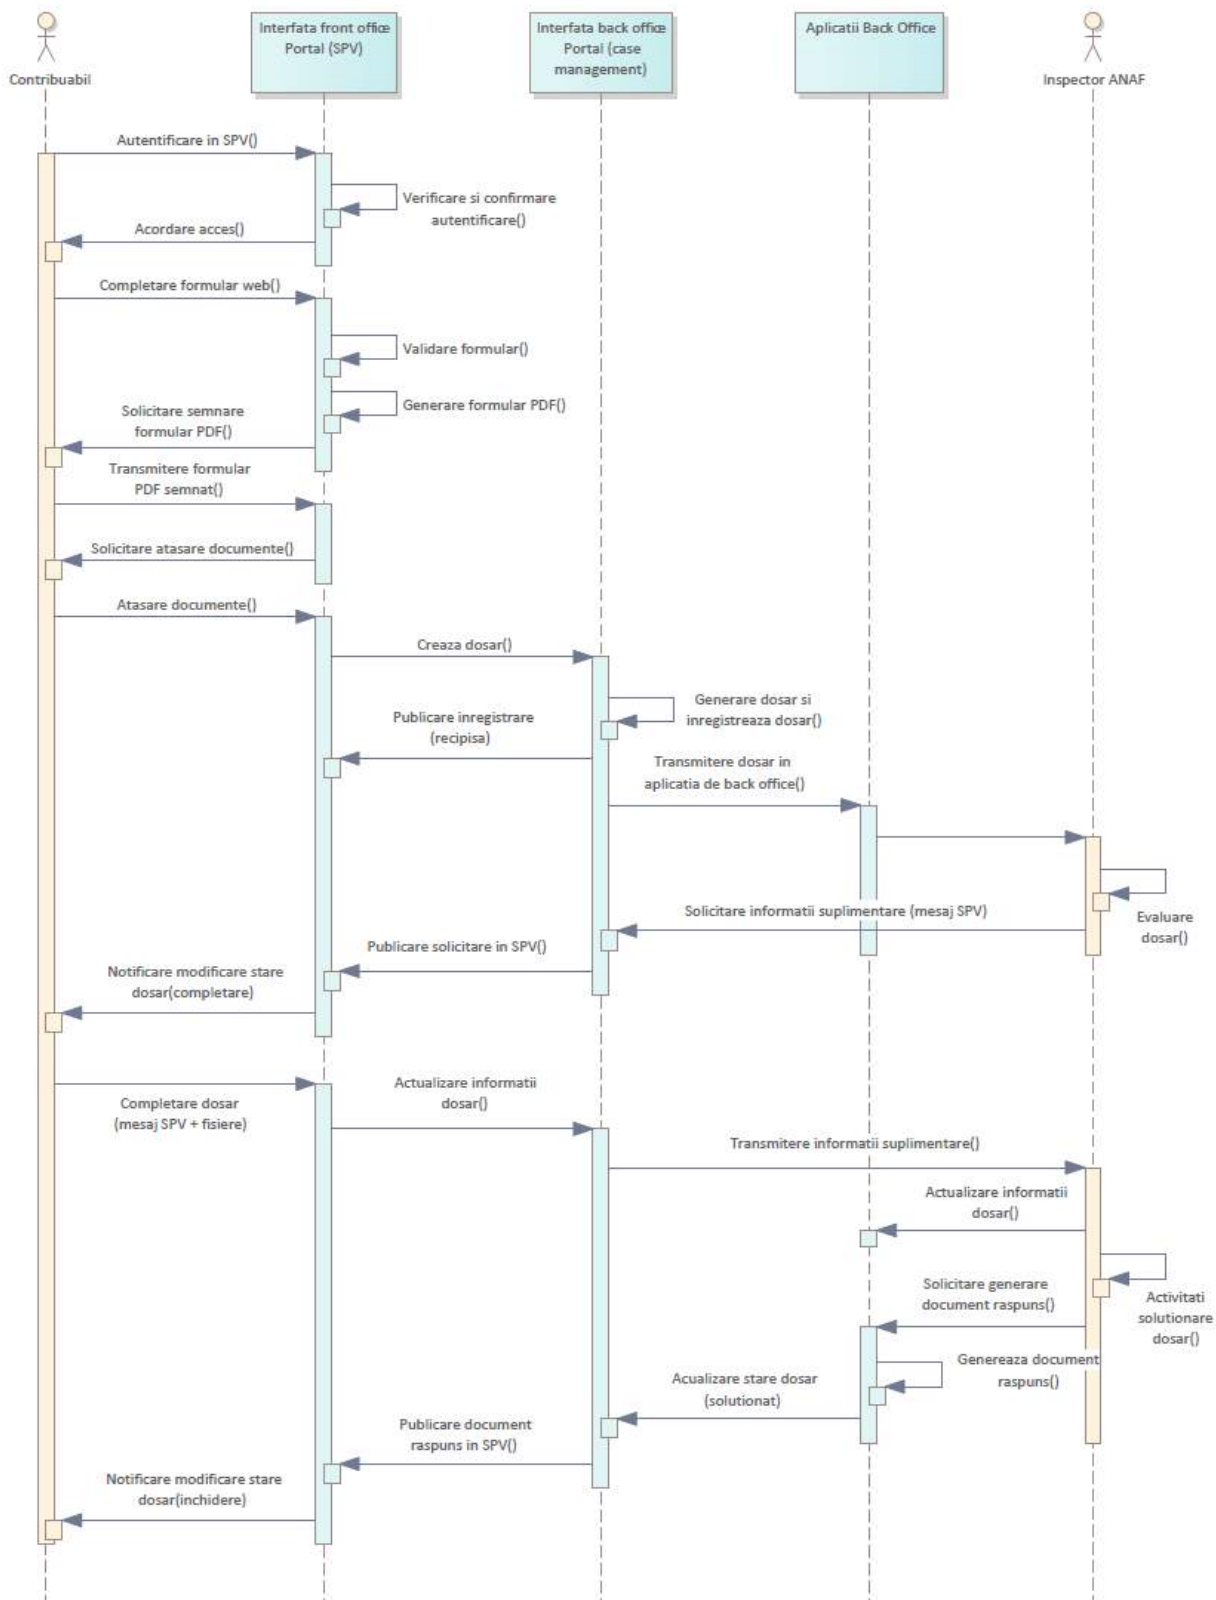 Interfata front office
Portal (SPV)
Interfata back office
Portal (case
management)
Aplicatii Back Office
Contribuabil
Inspector ANAF
Autentificare in SPV()
Verificare si confirmare
autentificare()
Acordare acces()
Completare formular web()
Validare formular()
Generare formular PDF()
Solicitare semnare
formular PDF()
Transmitere formular
PDF semnat()
Solicitare atasare documente()
Atasare documente()
Creaza dosar()
Generare dosar si
inregistreaza dosar()
Publicare inregistrare
(recipisa)
Transmitere dosar in
aplicatia de back office()
Evaluare
dosar()
Solicitare informatii suplimentare (mesaj SPV)
Publicare solicitare in SPV()
Notificare modificare stare
dosar(completare)
Completare dosar
(mesaj SPV + fisiere)
Actualizare informatii
dosar()
Transmitere informatii suplimentare()
Actualizare informatii
dosar()
Activitati
solutionare
dosar()
Solicitare generare
document raspuns()
Genereaza document
raspuns()
Acualizare stare dosar
(solutionat)
Publicare document
raspuns in SPV()
Notificare modificare stare
dosar(inchidere)